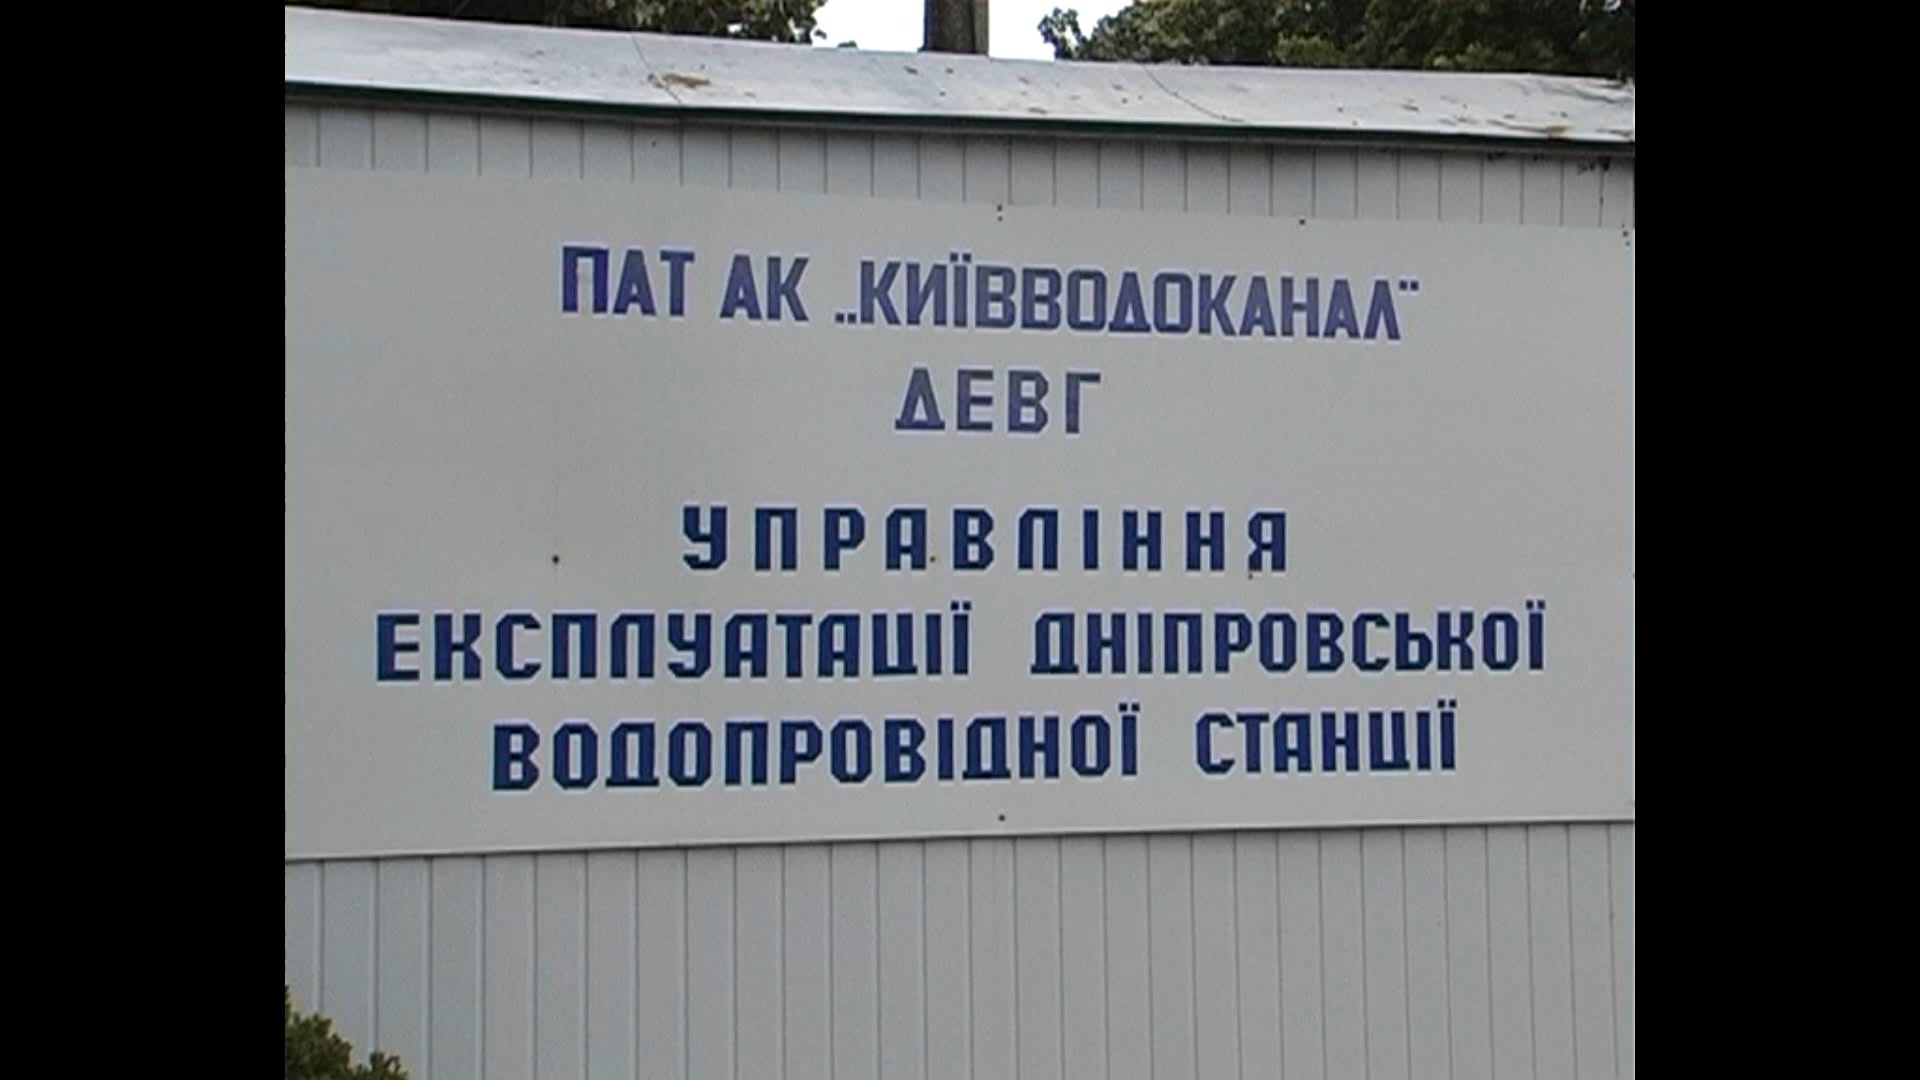 ПАТ АК „КИЇВВОДОКАНАЛ"
ДЕВГ
УПРАВЛІННЯ
ЕКСПЛУАТАЦІЇ ДНІПРОВСЬКОЇ
ВОДОПРОВІДНОЇ СТАНЦІЇ